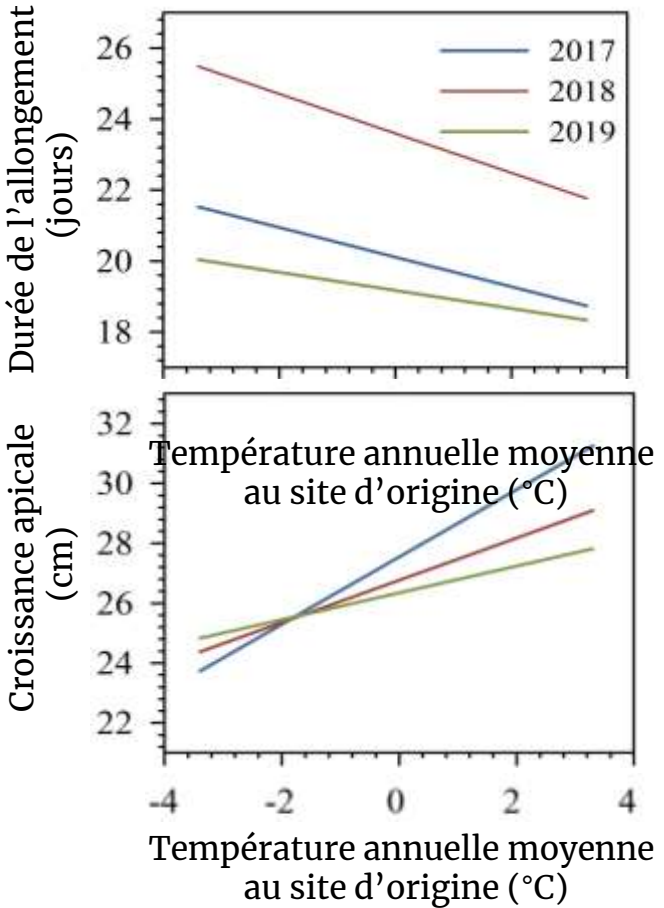 Durée de l’allongement
(jours)
26
24
22
20
18
2017
2018
2019
Croissance apicale
(cm)
32
30
28
26
24
22
Température annuelle moyenne
au site d’origine (°C)
-4 -2 0 2 4
Température annuelle moyenne
au site d’origine (°C)